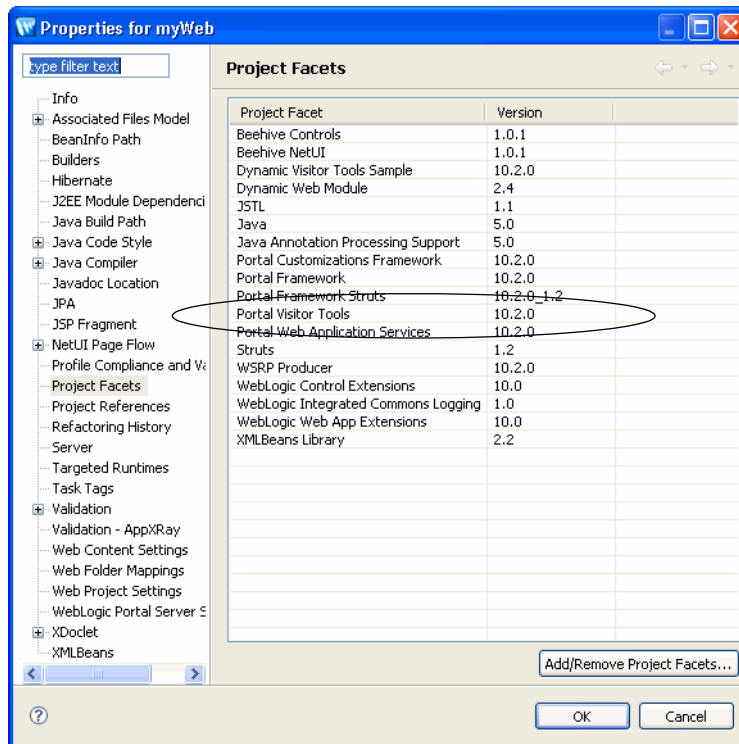 Properties for myWeb
type filter text
Project Facets
Info
Associated Files Model
BeanInfo Path
Builders
Hibernate
J2EE Module Dependenci
Java Build Path
Java Code Style
Java Compiler
Javadoc Location
JPA
JSP Fragment
NetUI Page Flow
Profile Compliance and Va
Project Facets
Project References
Refactoring History
Server
Targeted Runtimes
Task Tags
Validation
Validation - AppXRay
Web Content Settings
Web Folder Mappings
Web Project Settings
WebLogic Portal Server S
XDoclet
XMLBeans
Project Facet Version
Beehive Controls 1.0.1
Beehive NetUI 1.0.1
Dynamic Visitor Tools Sample 10.2.0
Dynamic Web Module 2.4
JSTL 1.1
Java 5.0
Java Annotation Processing Support 5.0
Portal Customizations Framework 10.2.0
Portal Framework 10.2.0
Portal Framework Struts 10.2.0_1.2
Portal Visitor Tools 10.2.0
Portal Web Application Services 10.2.0
Struts 1.2
WSRP Producer 10.2.0
WebLogic Control Extensions 10.0
WebLogic Integrated Commons Logging 1.0
WebLogic Web App Extensions 10.0
XMLBeans Library 2.2
Add/Remove Project Facets...
? OK Cancel